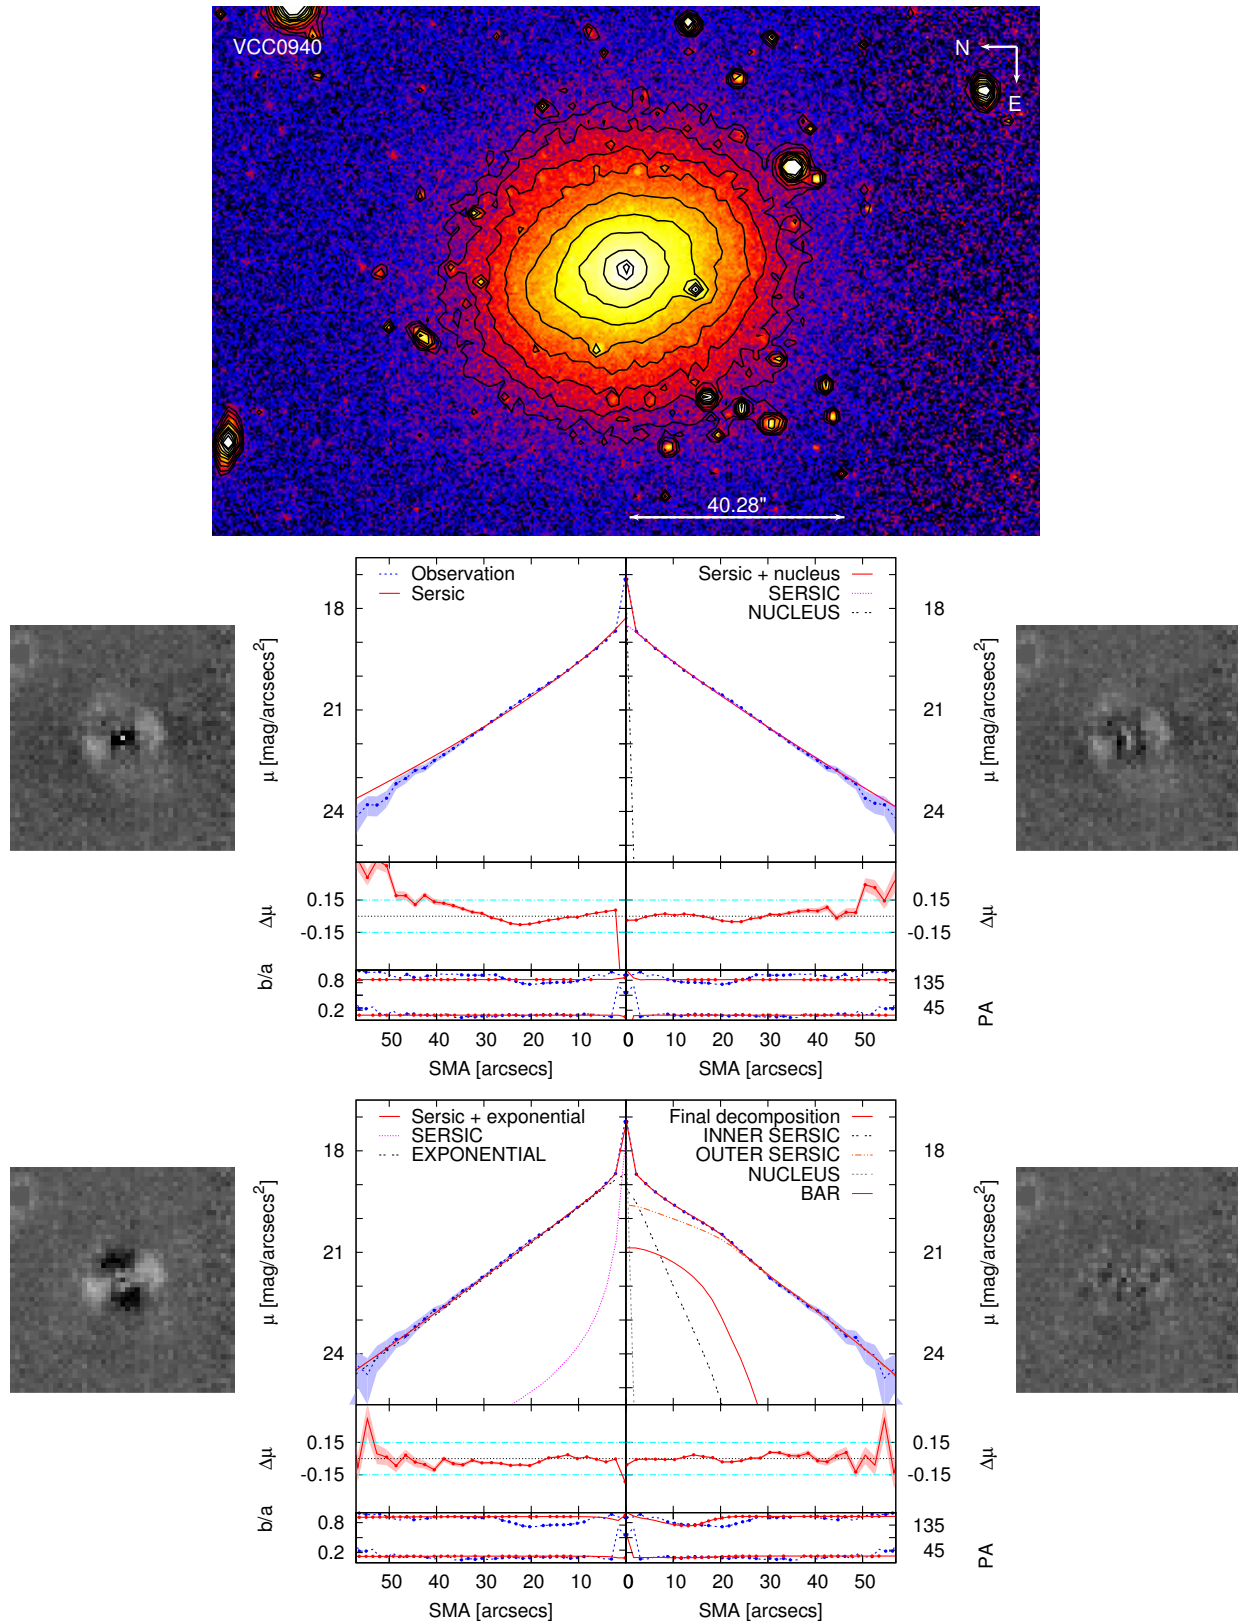 VCC0940
N
E
40.28"
Observation
Sersic
Sersic + nucleus
SERSIC
NUCLEUS
18
21
24
μ [mag/arcsecs²]
18
21
24
μ [mag/arcsecs²]
0.15
-0.15
Δμ
0.15
-0.15
Δμ
b/a
0.8
0.2
135
45
PA
50 40 30 20 10 0 10 20 30 40 50
SMA [arcsecs]
SMA [arcsecs]
Sersic + exponential
SERSIC
EXPONENTIAL
Final decomposition
INNER SERSIC
OUTER SERSIC
NUCLEUS
BAR
18
21
24
μ [mag/arcsecs²]
18
21
24
μ [mag/arcsecs²]
0.15
-0.15
Δμ
0.15
-0.15
Δμ
b/a
0.8
0.2
135
45
PA
50 40 30 20 10 0 10 20 30 40 50
SMA [arcsecs]
SMA [arcsecs]